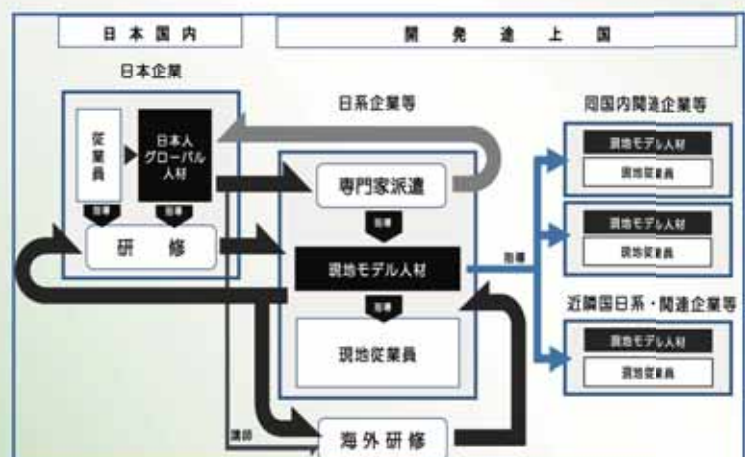 日本国内
開発途上国
日本企業
従業員
日本人
グローバル
人材
指導
指導
研修
日系企業等
専門家派遣
指導
現地モデル人材
指導
現地従業員
講師
海外研修
指導
同国内関連企業等
現地モデル人材
現地従業員
現地モデル人材
現地従業員
近隣国日系・関連企業等
現地モデル人材
現地従業員